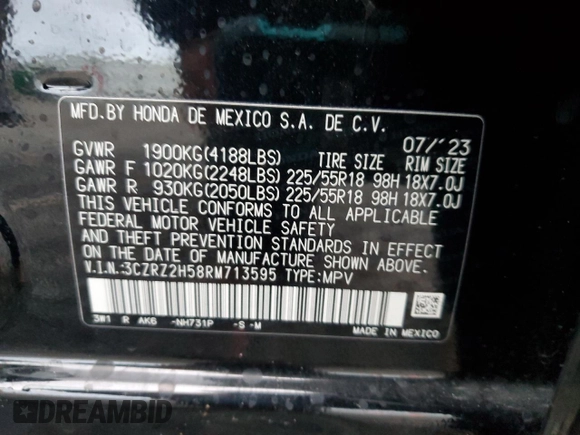 MFD.BY HONDA DE MEXICO S.A. DE C.V.
07/'23
GVWR 1900KG(4188LBS) TIRE SIZE RIM SIZE
GAWR F 1020KG(2248LBS) 225/55R18 98H 18X7.0J
GAWR R 930KG(2050LBS) 225/55R18 98H 18X7.0J
THIS VEHICLE CONFORMS TO ALL APPLICABLE
FEDERAL MOTOR VEHICLE SAFETY
AND THEFT PREVENTION STANDARDS IN EFFECT
ON THE DATE OF MANUFACTURE SHOWN ABOVE.
V.I.N.:3CZRZ2H58RM713595 TYPE:MPV
3W1 R AK6 -NH731P -S -M
MADE IN MEXICO
DREAMBID